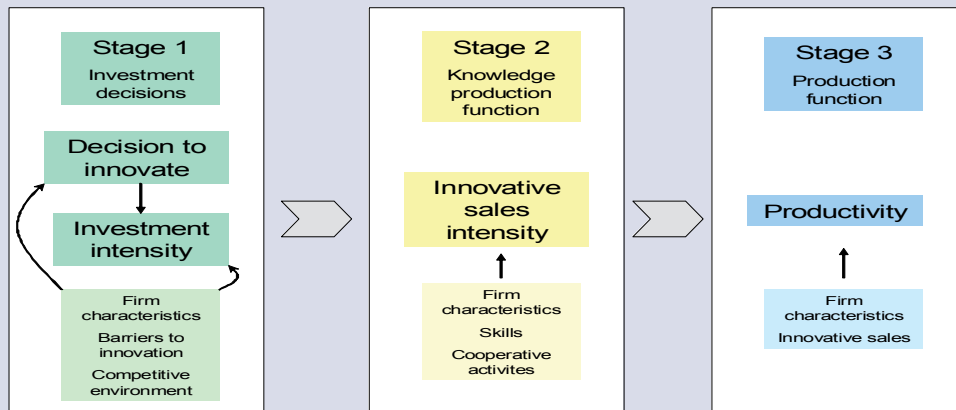 Stage 1
Investment
decisions
Decision to
innovate
Investment
intensity
Firm
characteristics
Barriers to
innovation
Competitive
environment
Stage 2
Knowledge
production
function
Innovative
sales
intensity
Firm
characteristics
Skills
Cooperative
activites
Stage 3
Production
function
Productivity
Firm
characteristics
Innovative sales